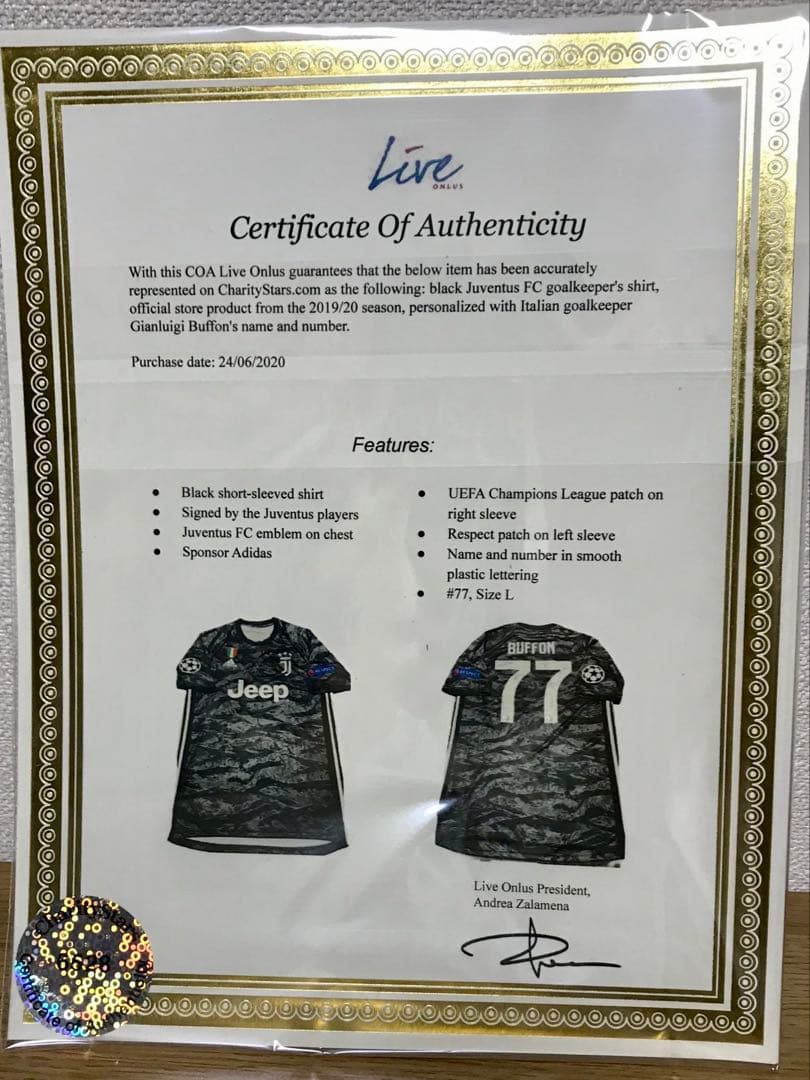 Live
ONLUS
Certificate Of Authenticity
With this COA Live Onlus guarantees that the below item has been accurately
represented on CharityStars.com as the following: black Juventus FC goalkeeper's shirt,
official store product from the 2019/20 season, personalized with Italian goalkeeper
Gianluigi Buffon's name and number.
Purchase date: 24/06/2020
Features:
• Black short-sleeved shirt
• Signed by the Juventus players
• Juventus FC emblem on chest
• Sponsor Adidas
• UEFA Champions League patch on
right sleeve
• Respect patch on left sleeve
• Name and number in smooth
plastic lettering
• #77, Size L
Jeep
RESPECT
BUFFON
77
RESPECT
Live Onlus President,
Andrea Zalamena
CharityStars
Certificate of